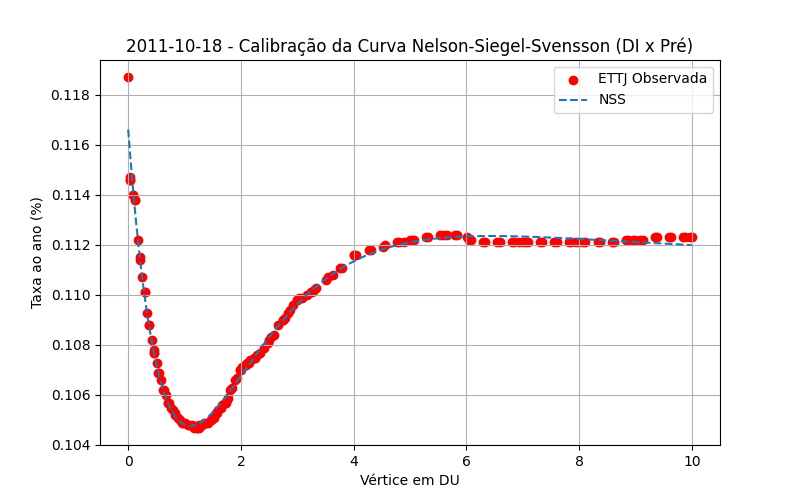 2011-10-18 - Calibração da Curva Nelson-Siegel-Svensson (DI x Pré)
ETTJ Observada
NSS
Taxa ao ano (%)
0.118
0.116
0.114
0.112
0.110
0.108
0.106
0.104
0
2
4
6
8
10
Vértice em DU